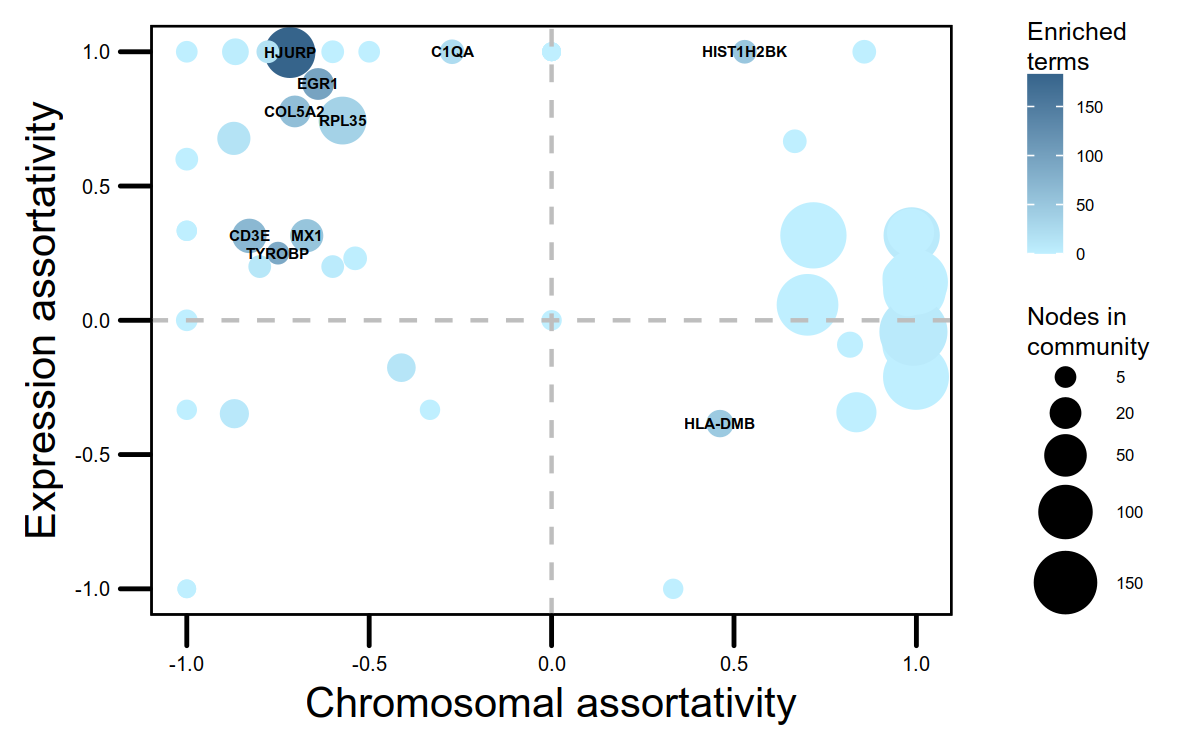 Expression assortativity
1.0
0.5
0.0
-0.5
-1.0
HJURP
C1QA
HIST1H2BK
EGR1
COL5A2
RPL35
CD3E
MX1
TYROBP
HLA-DMB
-1.0
-0.5
0.0
0.5
1.0
Chromosomal assortativity
Enriched
terms
150
100
50
0
Nodes in
community
5
20
50
100
150